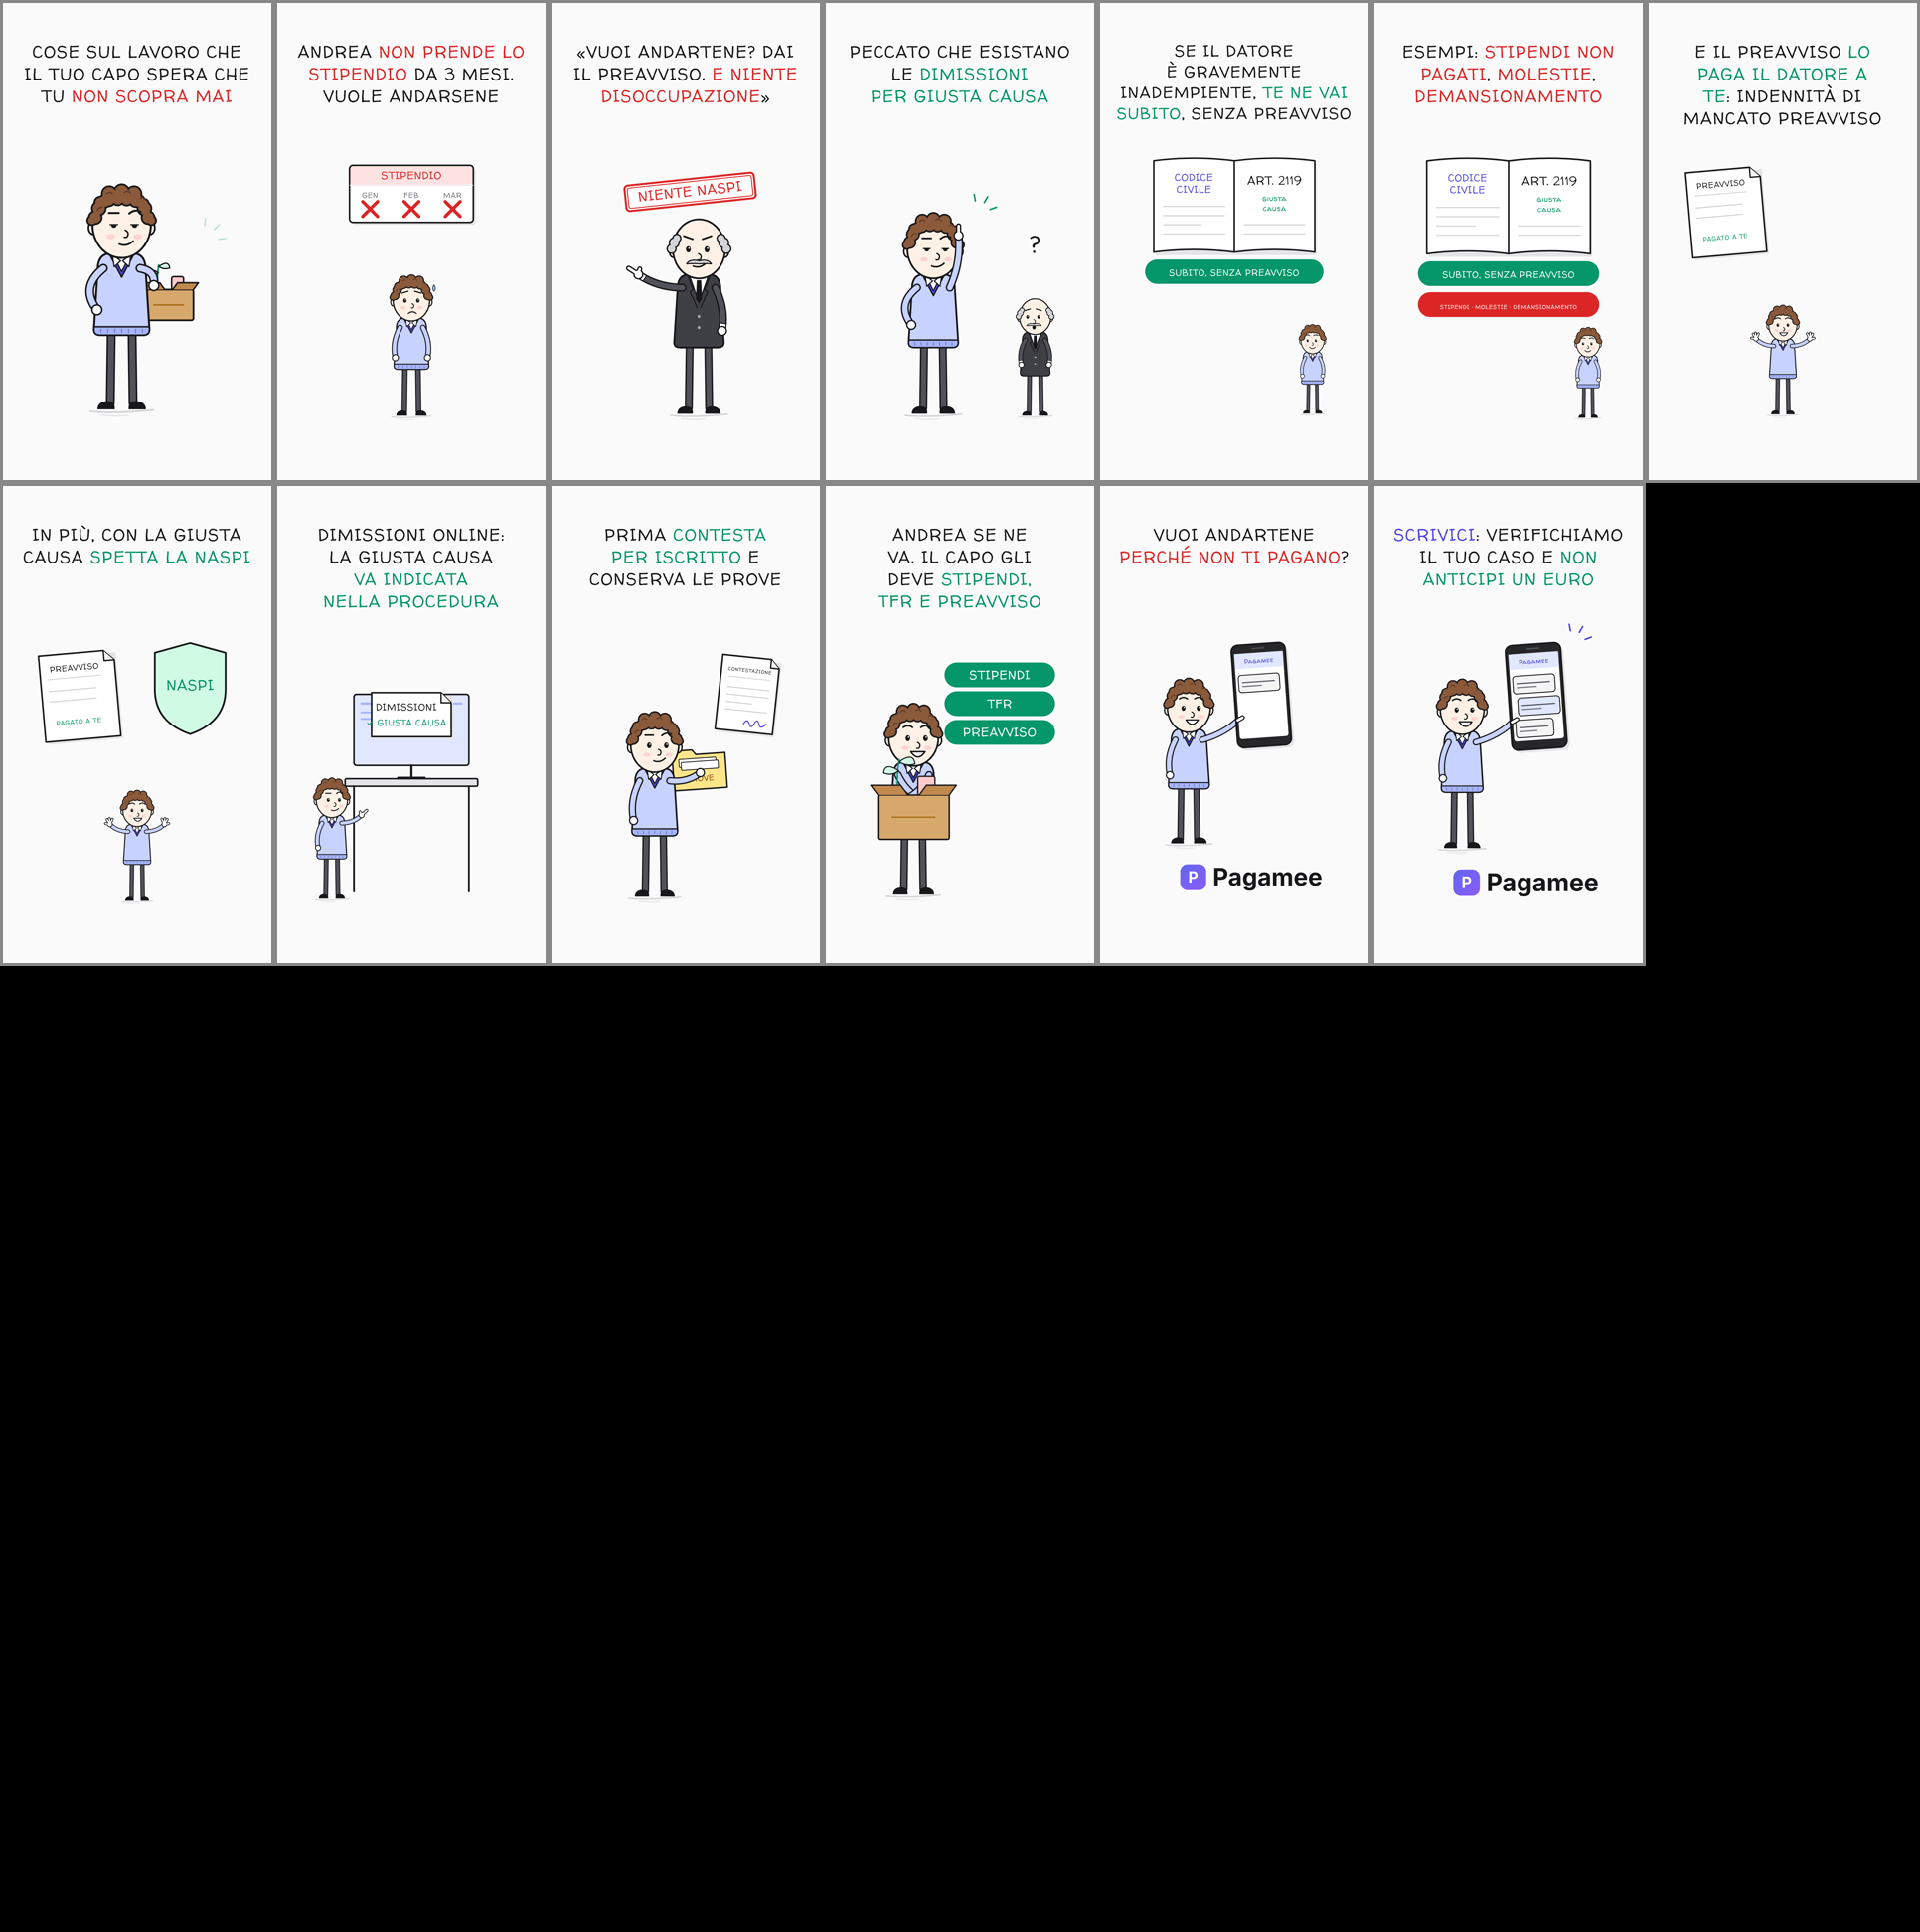 COSE SUL LAVORO CHE
IL TUO CAPO SPERA CHE
TU NON SCOPRA MAI
ANDREA NON PRENDE LO
STIPENDIO DA 3 MESI.
VUOLE ANDARSENE
STIPENDIO
GEN FEB MAR
«VUOI ANDARTENE? DAI
IL PREAVVISO. E NIENTE
DISOCCUPAZIONE»
NIENTE NASPI
PECCATO CHE ESISTANO
LE DIMISSIONI
PER GIUSTA CAUSA
?
SE IL DATORE
È GRAVEMENTE
INADEMPIENTE, TE NE VAI
SUBITO, SENZA PREAVVISO
CODICE
CIVILE
ART. 2119
GIUSTA
CAUSA
SUBITO, SENZA PREAVVISO
ESEMPI: STIPENDI NON
PAGATI, MOLESTIE,
DEMANSIONAMENTO
CODICE
CIVILE
ART. 2119
GIUSTA
CAUSA
SUBITO, SENZA PREAVVISO
STIPENDI · MOLESTIE · DEMANSIONAMENTO
E IL PREAVVISO LO
PAGA IL DATORE A
TE: INDENNITÀ DI
MANCATO PREAVVISO
PREAVVISO
PAGATO A TE
IN PIÙ, CON LA GIUSTA
CAUSA SPETTA LA NASPI
PREAVVISO
PAGATO A TE
NASPI
DIMISSIONI ONLINE:
LA GIUSTA CAUSA
VA INDICATA
NELLA PROCEDURA
DIMISSIONI
GIUSTA CAUSA
PRIMA CONTESTA
PER ISCRITTO E
CONSERVA LE PROVE
CONTESTAZIONE
ANDREA SE NE
VA. IL CAPO GLI
DEVE STIPENDI,
TFR E PREAVVISO
STIPENDI
TFR
PREAVVISO
VUOI ANDARTENE
PERCHÉ NON TI PAGANO?
PAGAMEE
P Pagamee
SCRIVICI: VERIFICHIAMO
IL TUO CASO E NON
ANTICIPI UN EURO
PAGAMEE
P Pagamee